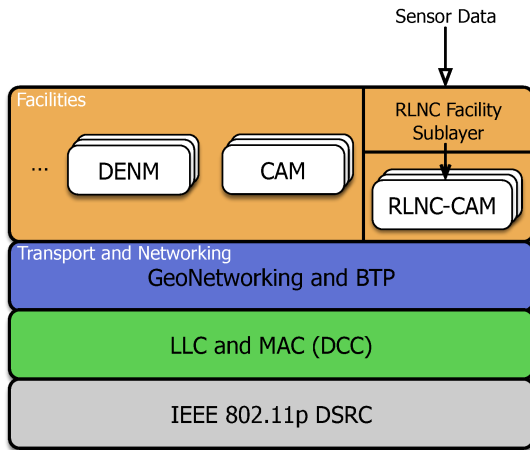 Sensor Data
Facilities
RLNC Facility
Sublayer
...
DENM
CAM
RLNC-CAM
Transport and Networking
GeoNetworking and BTP
LLC and MAC (DCC)
IEEE 802.11p DSRC